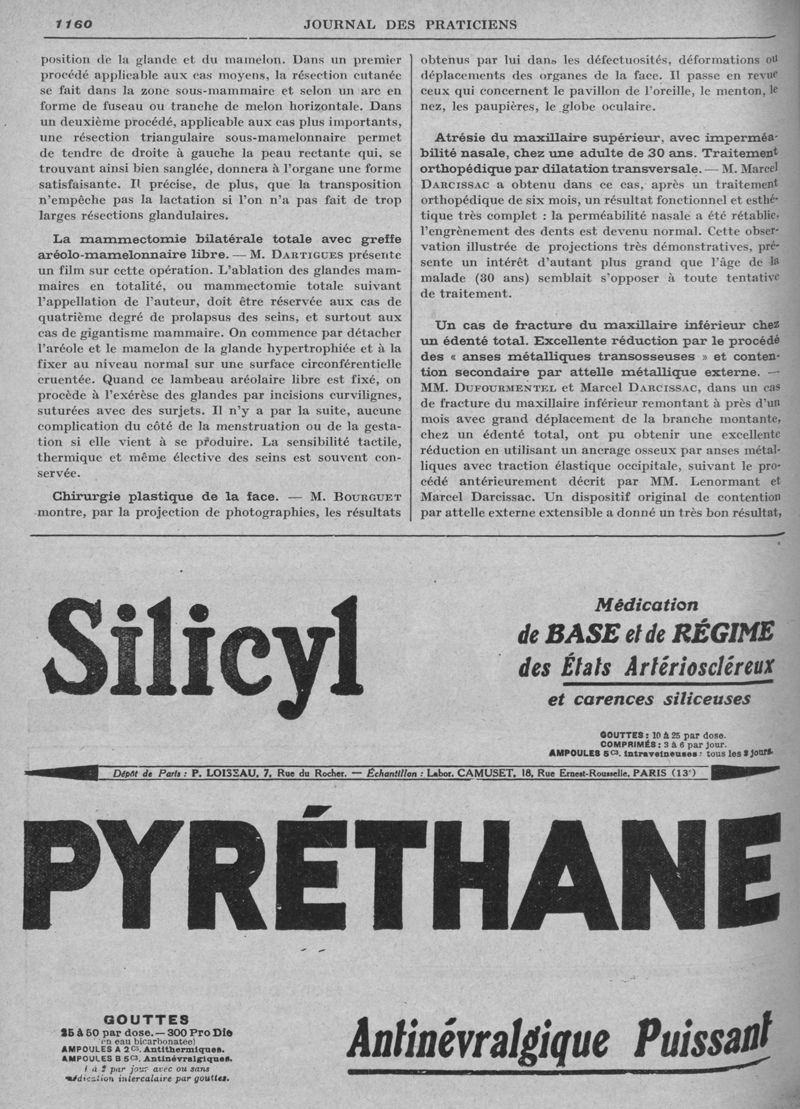 1160
JOURNAL DES PRATICIENS
position de la glande et du mamelon. Dans un premier
procédé applicable aux cas moyens, la résection cutanée
se fait dans la zone sous-mammaire et selon un arc en
forme de fuseau ou tranche de melon horizontale. Dans
un deuxième procédé, applicable aux cas plus importants,
une résection triangulaire sous-mamelonnaire permet
de tendre de droite à gauche la peau rectante qui, se
trouvant ainsi bien sanglée, donnera à l'organe une forme
satisfaisante. Il précise, de plus, que la transposition
n'empêche pas la lactation si l'on n'a pas fait de trop
larges résections glandulaires.
La mammectomie bilatérale totale avec greffe
aréolo-mamelonnaire libre. — M. DARTIGUES présente
un film sur cette opération. L'ablation des glandes mam-
maires en totalité, ou mammectomie totale suivant
l'appellation de l'auteur, doit être réservée aux cas de
quatrième degré de prolapsus des seins, et surtout aux
cas de gigantisme mammaire. On commence par détacher
l'aréole et le mamelon de la glande hypertrophiée et à la
fixer au niveau normal sur une surface circonférentielle
cruentée. Quand ce lambeau aréolaire libre est fixé, on
procède à l'exérèse des glandes par incisions curvilignes,
suturées avec des surjets. Il n'y a par la suite, aucune
complication du côté de la menstruation ou de la gesta-
tion si elle vient à se produire. La sensibilité tactile,
thermique et même élective des seins est souvent con-
servée.
Chirurgie plastique de la face. — M. BOURGUET
montre, par la projection de photographies, les résultats
obtenus par lui dans les défectuosités, déformations ou
déplacements des organes de la face. Il passe en revue
ceux qui concernent le pavillon de l'oreille, le menton, le
nez, les paupières, le globe oculaire.
Atrésie du maxillaire supérieur, avec imperméa-
bilité nasale, chez une adulte de 30 ans. Traitement
orthopédique par dilatation transversale. — M. Marcel
DARCISSAC a obtenu dans ce cas, après un traitement
orthopédique de six mois, un résultat fonctionnel et esthé-
tique très complet : la perméabilité nasale a été rétablie,
l'engrènement des dents est devenu normal. Cette obser-
vation illustrée de projections très démonstratives, pré-
sente un intérêt d'autant plus grand que l'âge de la
malade (30 ans) semblait s'opposer à toute tentative
de traitement.
Un cas de fracture du maxillaire inférieur chez
un édenté total. Excellente réduction par le procédé
des « anses métalliques transosseuses » et conten-
tion secondaire par attelle métallique externe. —
MM. DUFOURMENTEL et Marcel DARCISSAC, dans un cas
de fracture du maxillaire inférieur remontant à près d'un
mois avec grand déplacement de la branche montante,
chez un édenté total, ont pu obtenir une excellente
réduction en utilisant un ancrage osseux par anses métal-
liques avec traction élastique occipitale, suivant le pro-
cédé antérieurement décrit par MM. Lenormant et
Marcel Darcissac. Un dispositif original de contention
par attelle externe extensible a donné un très bon résultat,
Silicyl
Médication
de BASE et de RÉGIME
des États Artérioscléreux
et carences siliceuses
GOUTTES : 10 à 25 par dose.
COMPRIMÉS : 3 à 6 par jour.
AMPOULES 5 c3. intraveineuses : tous les 2 jours.
Dépôt de Paris : P. LOISEAU, 7, Rue du Rocher. — Échantillon : Labor. CAMUSET, 18, Rue Ernest-Rousselle, PARIS (13e)
PYRÉTHANE
GOUTTES
25 à 50 par dose. — 300 Pro Die
(en eau bicarbonatée)
AMPOULES A 2 c3. Antithermiques.
AMPOULES B 5 c3. Antinévralgiques.
1 à 2 par jour avec ou sans
médication intercalaire par gouttes.
Antinévralgique Puissant